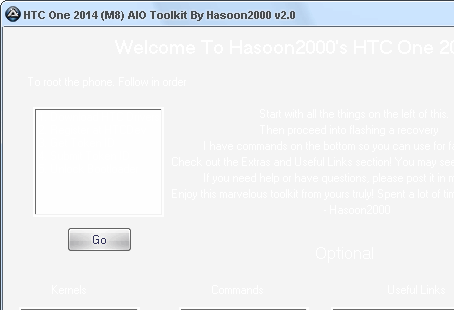 HTC One 2014 (M8) AIO Toolkit By Hasoon2000 v2.0
Welcome To Hasoon2000's HTC One 20
To root the phone. Follow in order
Start with all the things on the left of this
Then proceed into flashing a recovery
I have commands on the bottom so you can use for
Check out the Extras and Useful Links section! You may
If you need help or have questions, please post it in
Enjoy this marvelous toolkit from yours truly! Spent a lot of
- Hasoon2000
Go
Optional
Kernels
Commands
Useful Links